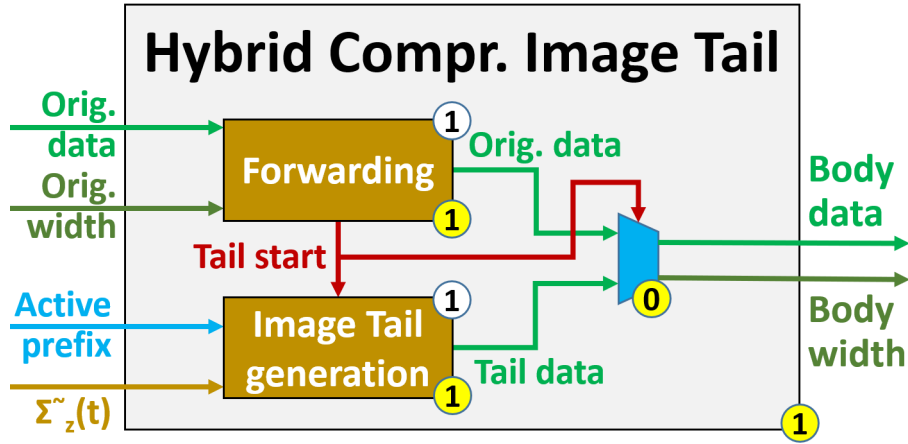 Hybrid Compr. Image Tail
Orig.
data
Orig.
width
Forwarding
1
1
Orig. data
Tail start
Active
prefix
Σ˜z(t)
Image Tail
generation
1
1
Tail data
0
Body
data
Body
width
1